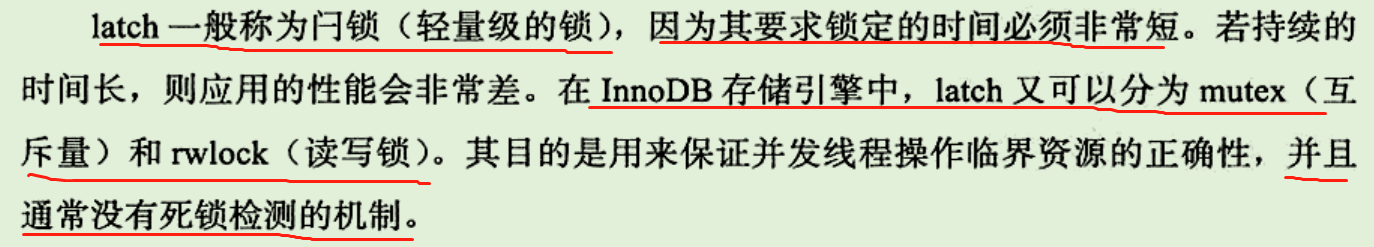 latch 一般称为闩锁（轻量级的锁），因为其要求锁定的时间必须非常短。若持续的
时间长，则应用的性能会非常差。在 InnoDB 存储引擎中，latch 又可以分为 mutex（互
斥量）和 rwlock（读写锁）。其目的是用来保证并发线程操作临界资源的正确性，并且
通常没有死锁检测的机制。